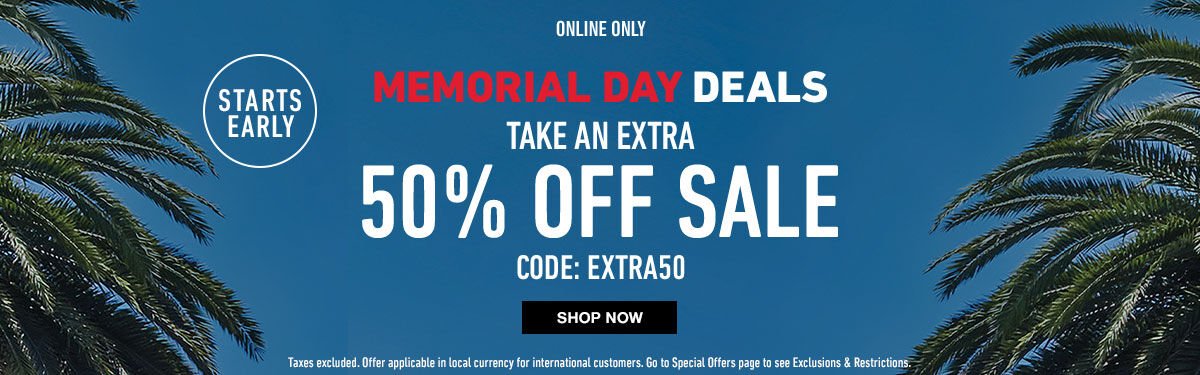 ONLINE ONLY
STARTS
EARLY
MEMORIAL DAY DEALS
TAKE AN EXTRA
50% OFF SALE
CODE: EXTRA50
SHOP NOW
Taxes excluded. Offer applicable in local currency for international customers. Go to Special Offers page to see Exclusions & Restrictions.